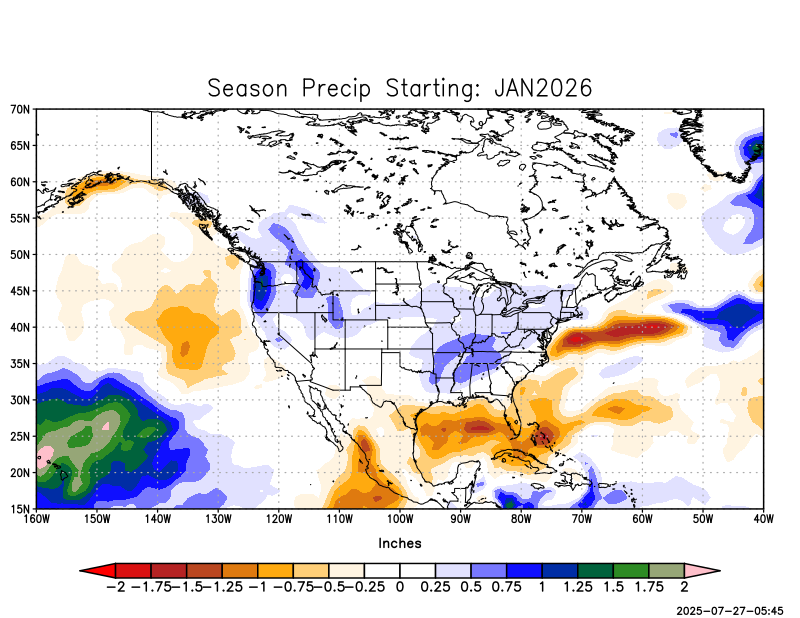 Season Precip Starting: JAN2026
70N
65N
60N
55N
50N
45N
40N
35N
30N
25N
20N
15N
160W 150W 140W 130W 120W 110W 100W 90W 80W 70W 60W 50W 40W
Inches
−2 −1.75 −1.5 −1.25 −1 −0.75 −0.5 −0.25 0 0.25 0.5 0.75 1 1.25 1.5 1.75 2
2025-07-27-05:45